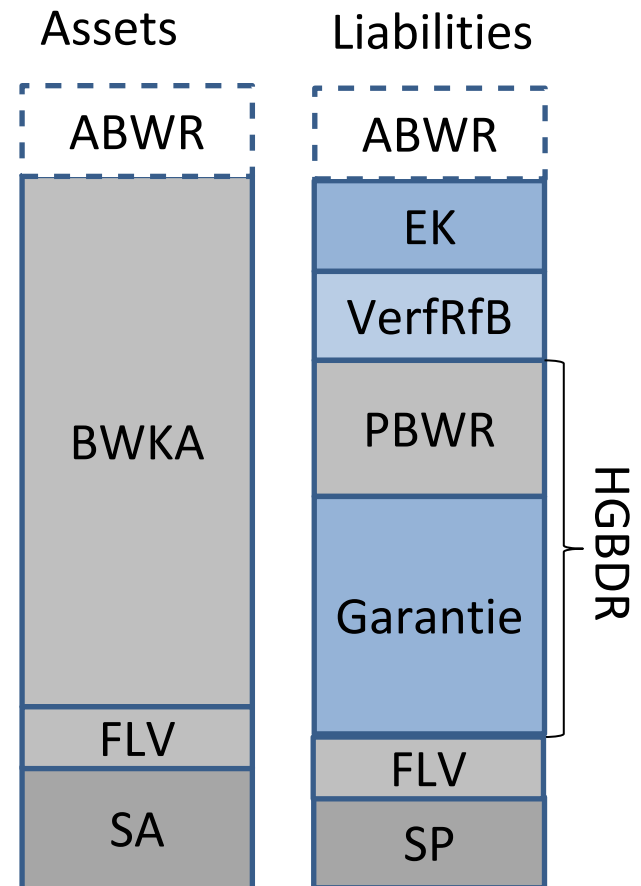 Assets
Liabilities
ABWR
ABWR
EK
VerfRfB
BWKA
PBWR
HGBDR
Garantie
FLV
FLV
SA
SP